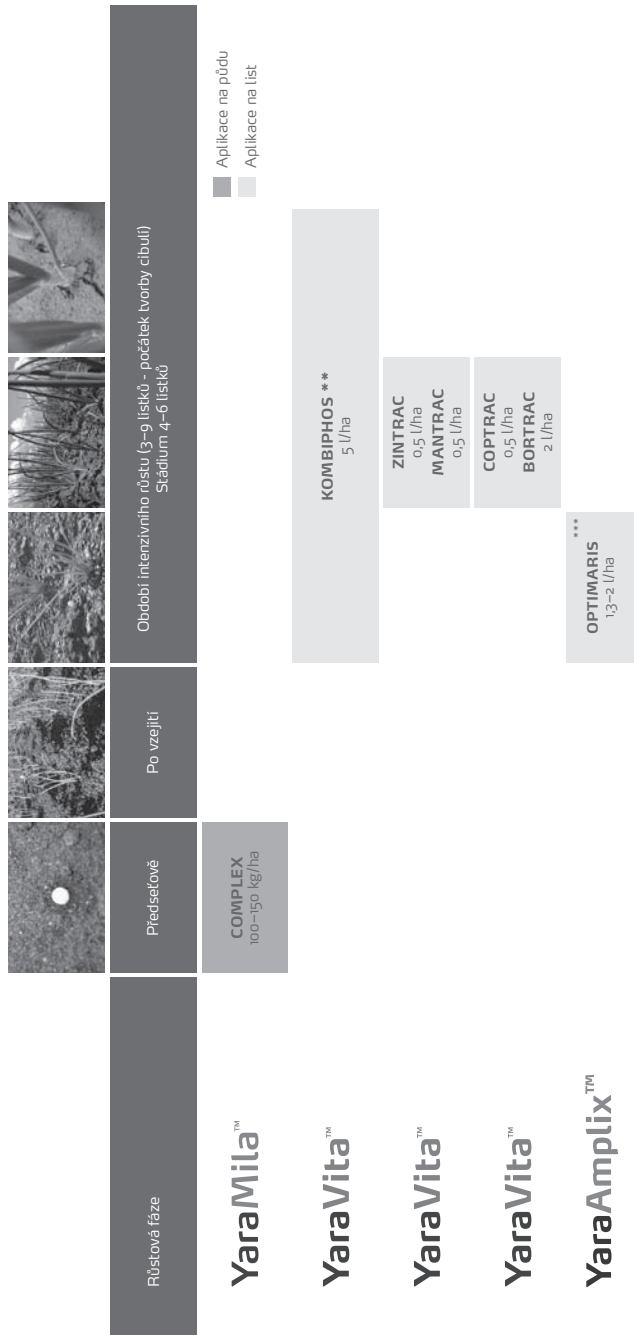 Růstová fáze
Předseťově
Po vzejití
Období intenzivního růstu (3–9 lístků - počátek tvorby cibulí)
Stádium 4–6 lístků
YaraMila™
COMPLEX
100–150 kg/ha
Aplikace na půdu
Aplikace na list
YaraVita™
KOMBIPHOS **
5 l/ha
YaraVita™
ZINTRAC
0,5 l/ha
MANTRAC
0,5 l/ha
YaraVita™
COPTRAC
0,5 l/ha
BORTRAC
2 l/ha
YaraAmplix™
***
OPTIMARIS
1,3–2 l/ha